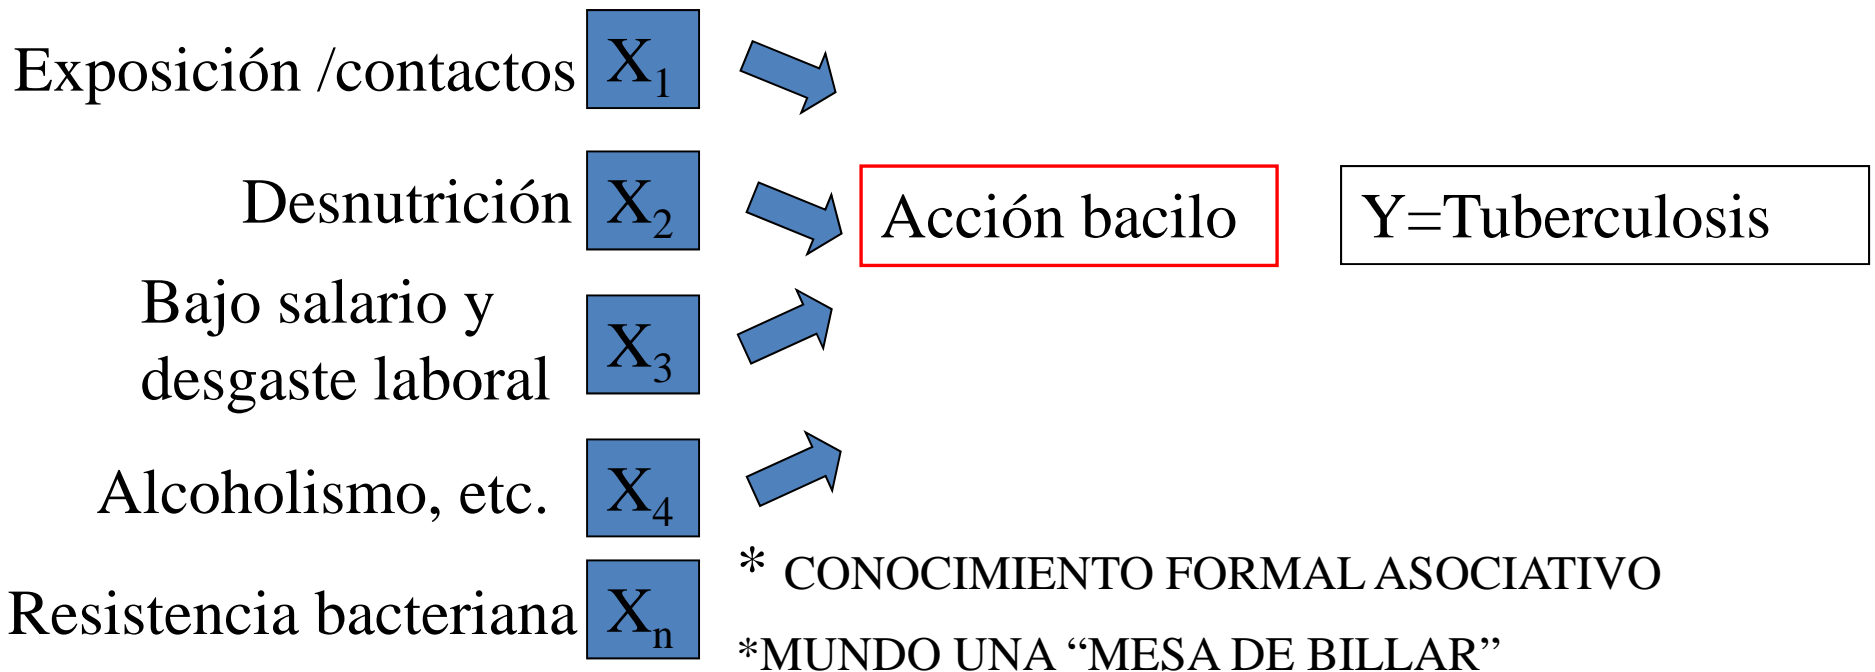 Exposición /contactos X₁
Desnutrición X₂
Acción bacilo
Y=Tuberculosis
Bajo salario y
desgaste laboral X₃
Alcoholismo, etc. X₄
Resistencia bacteriana Xₙ
* CONOCIMIENTO FORMAL ASOCIATIVO
*MUNDO UNA “MESA DE BILLAR”